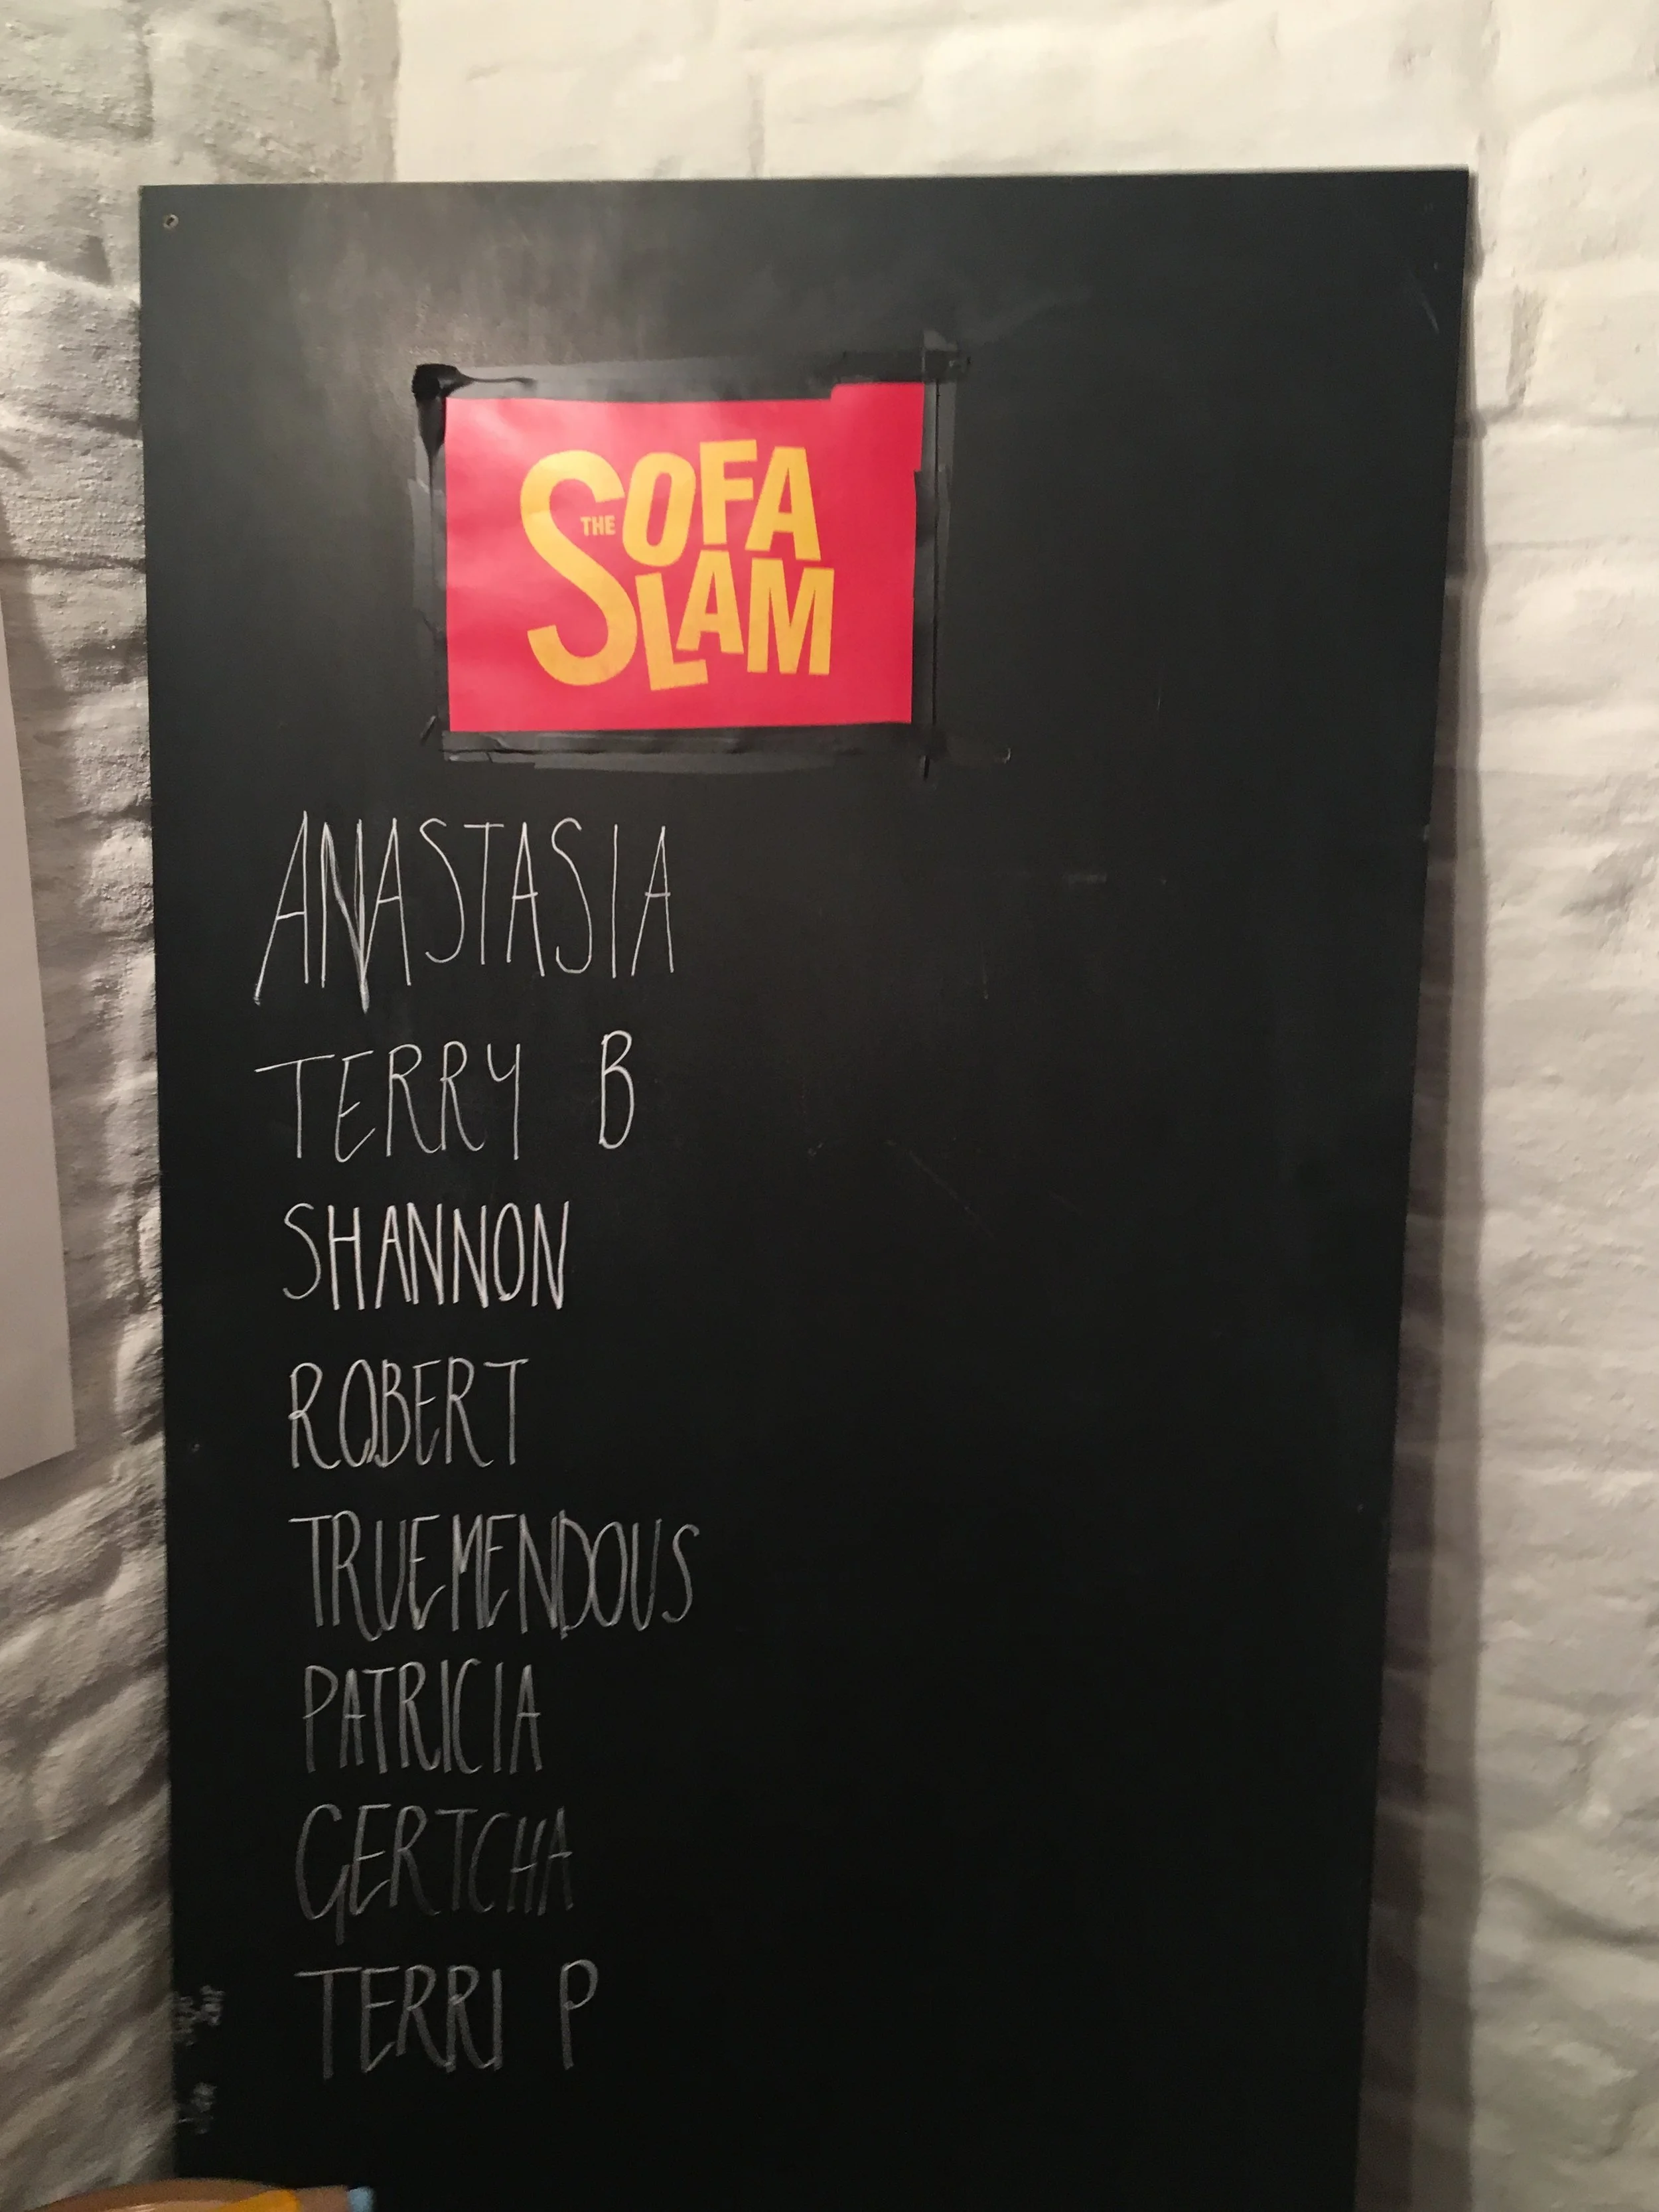 THE SOFA
SLAM
ANASTASIA
TERRY B
SHANNON
ROBERT
TRUEMENDOUS
PATRICIA
GERTCHA
TERRI P